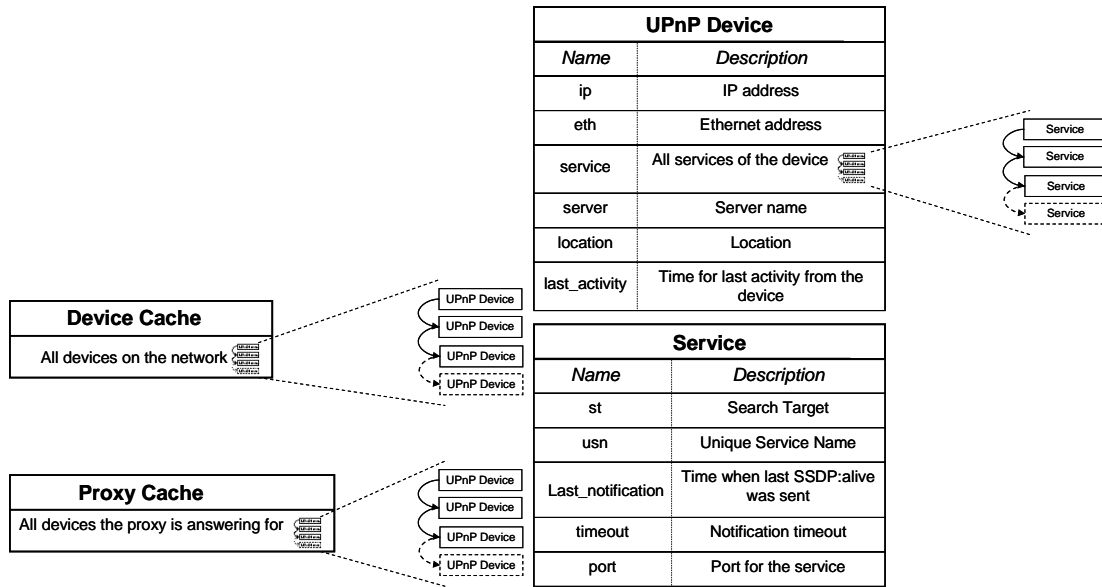 UPnP Device
Name Description
ip IP address
eth Ethernet address
service All services of the device
server Server name
location Location
last_activity Time for last activity from the
device
Service
Service
Service
Service
Device Cache
All devices on the network
UPnP Device
UPnP Device
UPnP Device
UPnP Device
Service
Name Description
st Search Target
usn Unique Service Name
Last_notification Time when last SSDP:alive
was sent
timeout Notification timeout
port Port for the service
Proxy Cache
All devices the proxy is answering for
UPnP Device
UPnP Device
UPnP Device
UPnP Device